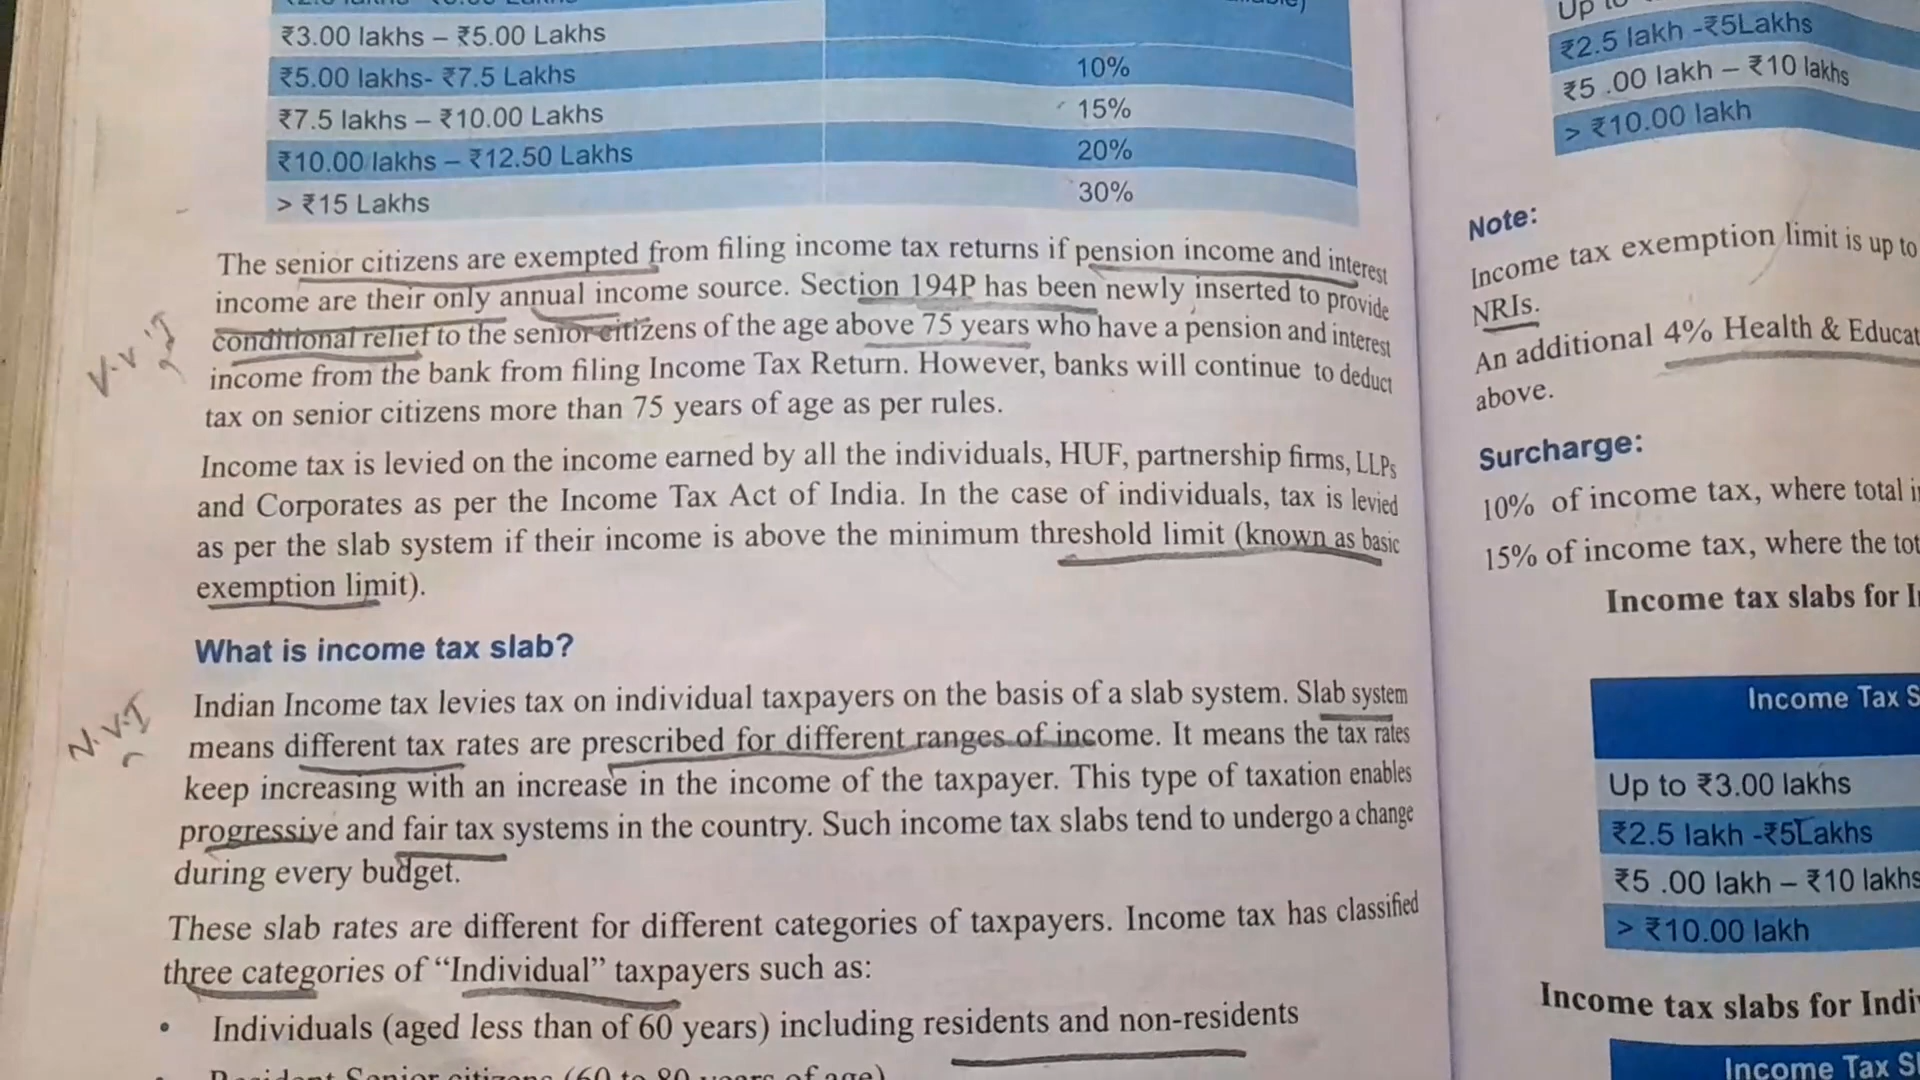 ₹3.00 lakhs – ₹5.00 Lakhs
₹5.00 lakhs- ₹7.5 Lakhs 10%
₹7.5 lakhs – ₹10.00 Lakhs 15%
₹10.00 lakhs – ₹12.50 Lakhs 20%
> ₹15 Lakhs 30%
The senior citizens are exempted from filing income tax returns if pension income and interest
income are their only annual income source. Section 194P has been newly inserted to provide
conditional relief to the senior citizens of the age above 75 years who have a pension and interest
income from the bank from filing Income Tax Return. However, banks will continue to deduct
tax on senior citizens more than 75 years of age as per rules.
Income tax is levied on the income earned by all the individuals, HUF, partnership firms, LLPs
and Corporates as per the Income Tax Act of India. In the case of individuals, tax is levied
as per the slab system if their income is above the minimum threshold limit (known as basic
exemption limit).
What is income tax slab?
V.V.I
Indian Income tax levies tax on individual taxpayers on the basis of a slab system. Slab system
means different tax rates are prescribed for different ranges of income. It means the tax rates
keep increasing with an increase in the income of the taxpayer. This type of taxation enables
progressive and fair tax systems in the country. Such income tax slabs tend to undergo a change
during every budget.
These slab rates are different for different categories of taxpayers. Income tax has classified
three categories of “Individual” taxpayers such as:
• Individuals (aged less than of 60 years) including residents and non-residents
Resident Senior citizens (60 to 80 years of age)
Up to
₹2.5 lakh -₹5Lakhs
₹5 .00 lakh – ₹10 lakhs
> ₹10.00 lakh
Note:
Income tax exemption limit is up to
NRIs.
An additional 4% Health & Educat
above.
Surcharge:
10% of income tax, where total i
15% of income tax, where the tot
Income tax slabs for I
Income Tax S
Up to ₹3.00 lakhs
₹2.5 lakh -₹5Lakhs
₹5 .00 lakh – ₹10 lakhs
> ₹10.00 lakh
Income tax slabs for Indi
Income Tax S